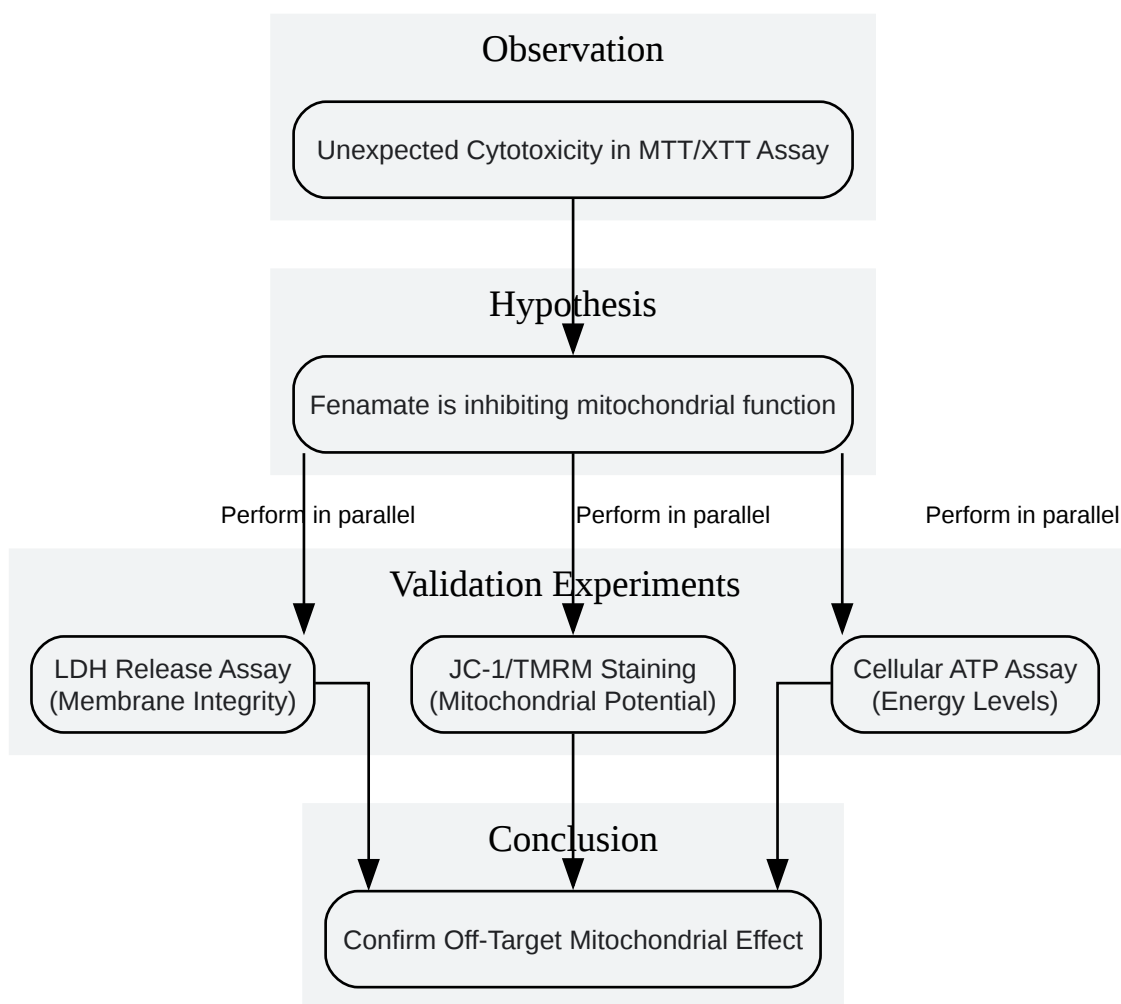 Observation
Unexpected Cytotoxicity in MTT/XTT Assay
Hypothesis
Fenamate is inhibiting mitochondrial function
Perform in parallel
Perform in parallel
Perform in parallel
Validation Experiments
LDH Release Assay
(Membrane Integrity)
JC-1/TMRM Staining
(Mitochondrial Potential)
Cellular ATP Assay
(Energy Levels)
Conclusion
Confirm Off-Target Mitochondrial Effect